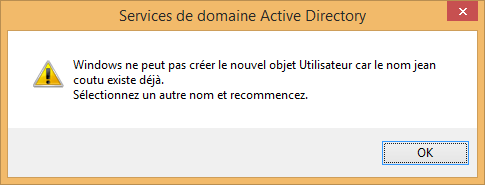 Services de domaine Active Directory
Windows ne peut pas créer le nouvel objet Utilisateur car le nom jean
coutu existe déjà.
Sélectionnez un autre nom et recommencez.
OK